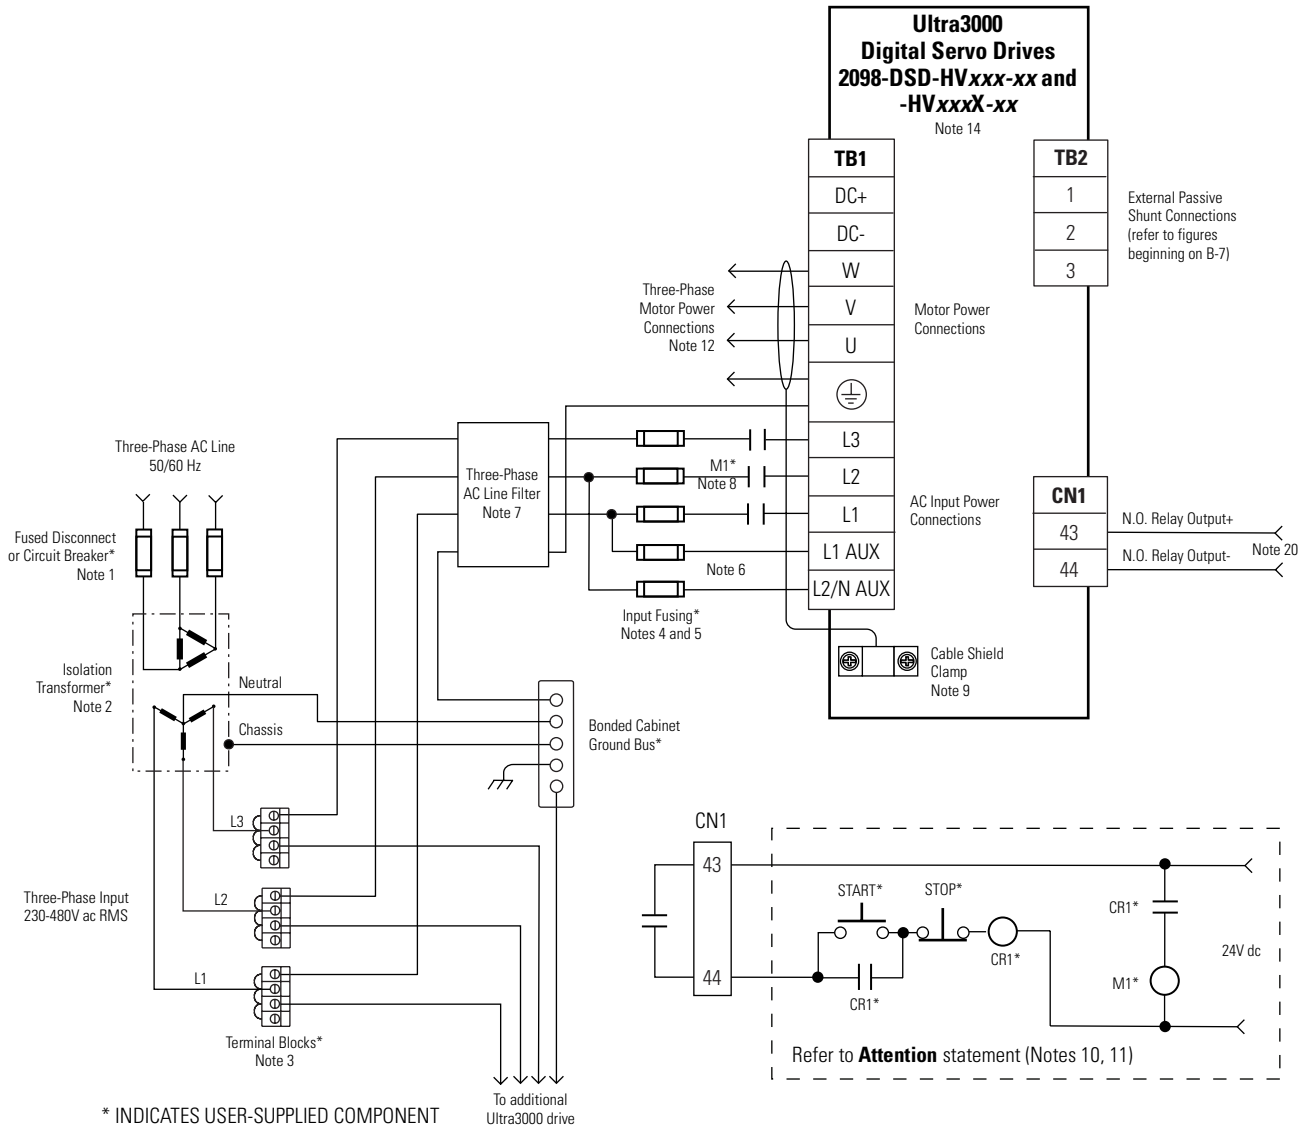 Ultra3000
Digital Servo Drives
2098-DSD-HVxxx-xx and
-HVxxxX-xx
Note 14
TB1
DC+
DC-
W
V
U
L3
L2
L1
L1 AUX
L2/N AUX
TB2
1
2
3
External Passive
Shunt Connections
(refer to figures
beginning on B-7)
Three-Phase
Motor Power
Connections
Note 12
Motor Power
Connections
AC Input Power
Connections
CN1
43
44
N.O. Relay Output+
N.O. Relay Output-
Note 20
Three-Phase AC Line
50/60 Hz
Fused Disconnect
or Circuit Breaker*
Note 1
Three-Phase
AC Line Filter
Note 7
M1*
Note 8
Note 6
Input Fusing*
Notes 4 and 5
Cable Shield
Clamp
Note 9
Isolation
Transformer*
Note 2
Neutral
Chassis
Bonded Cabinet
Ground Bus*
L3
L2
L1
Three-Phase Input
230-480V ac RMS
Terminal Blocks*
Note 3
To additional
Ultra3000 drive
CN1
43
44
START*
STOP*
CR1*
CR1*
CR1*
M1*
24V dc
Refer to Attention statement (Notes 10, 11)
* INDICATES USER-SUPPLIED COMPONENT